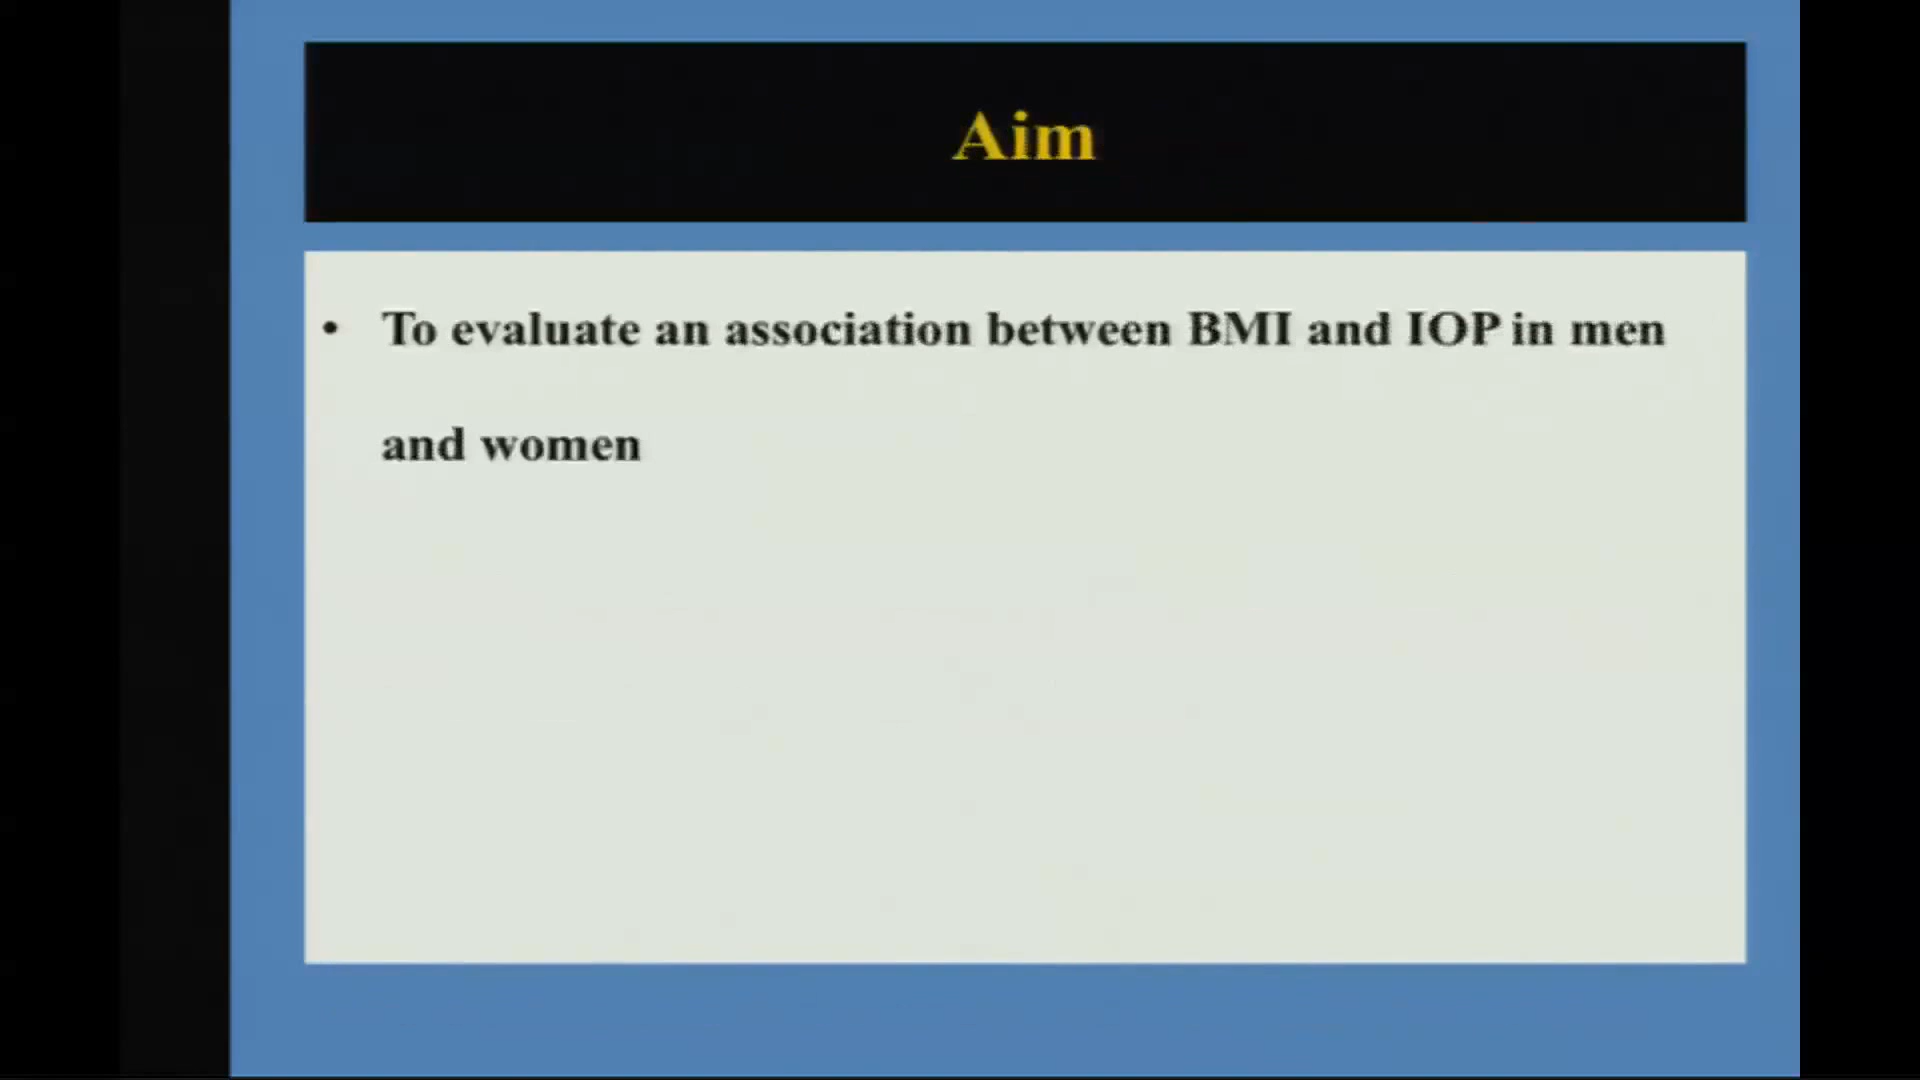 Aim
• To evaluate an association between BMI and IOP in men
and women